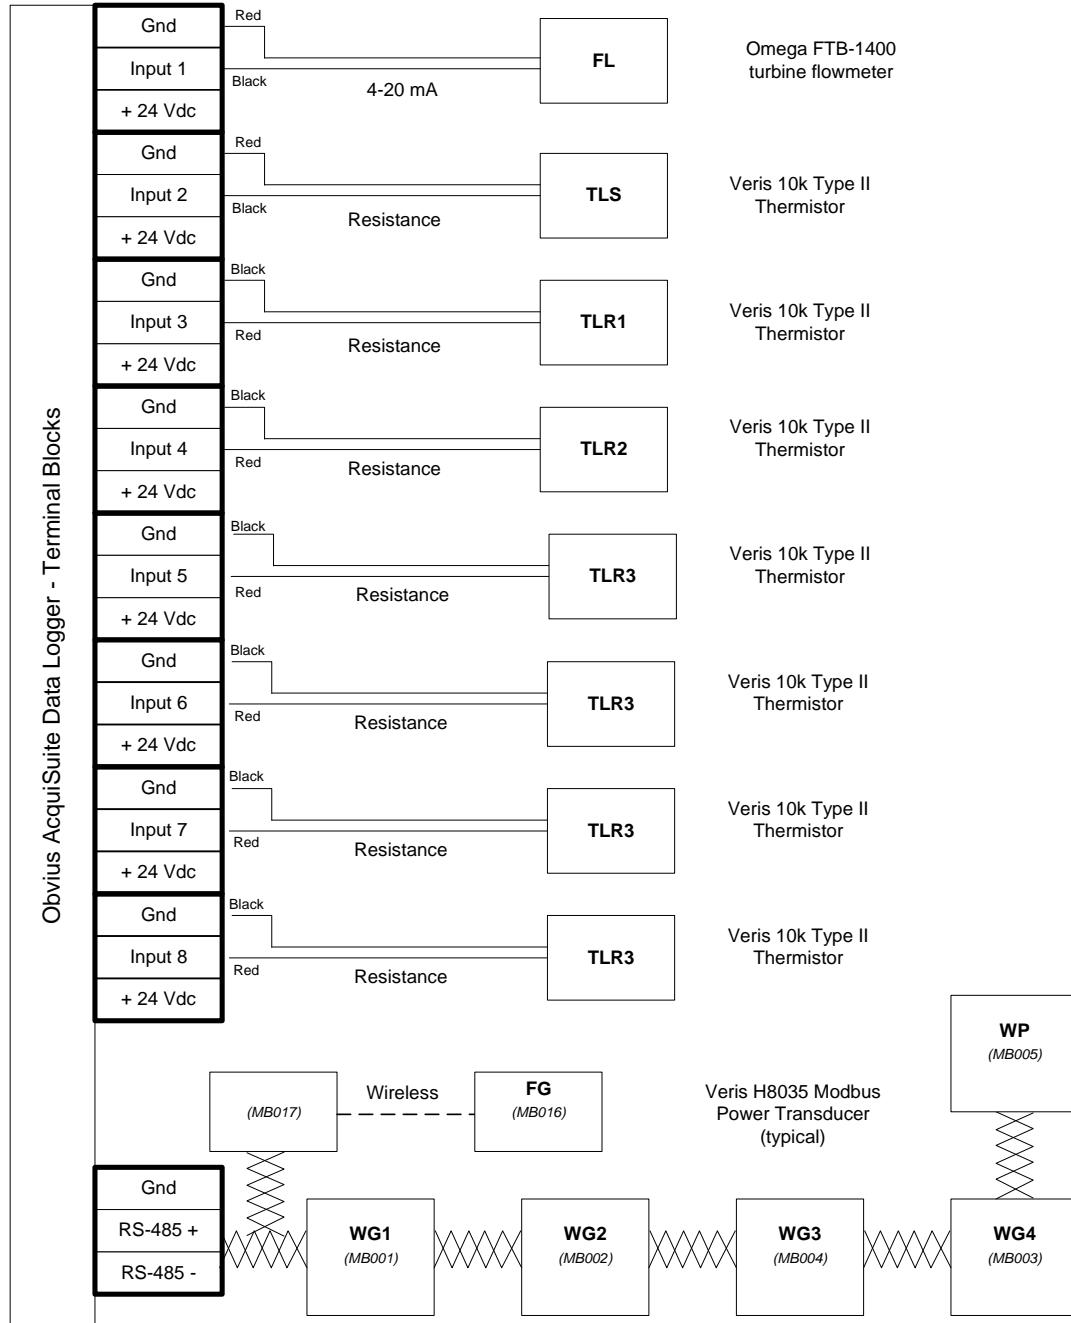 Obvius AcquiSuite Data Logger - Terminal Blocks
Gnd
Input 1
+ 24 Vdc
Red
Black
4-20 mA
FL
Omega FTB-1400
turbine flowmeter
Gnd
Input 2
+ 24 Vdc
Red
Black
Resistance
TLS
Veris 10k Type II
Thermistor
Gnd
Input 3
+ 24 Vdc
Black
Red
Resistance
TLR1
Veris 10k Type II
Thermistor
Gnd
Input 4
+ 24 Vdc
Black
Red
Resistance
TLR2
Veris 10k Type II
Thermistor
Gnd
Input 5
+ 24 Vdc
Black
Red
Resistance
TLR3
Veris 10k Type II
Thermistor
Gnd
Input 6
+ 24 Vdc
Black
Red
Resistance
TLR3
Veris 10k Type II
Thermistor
Gnd
Input 7
+ 24 Vdc
Black
Red
Resistance
TLR3
Veris 10k Type II
Thermistor
Gnd
Input 8
+ 24 Vdc
Black
Red
Resistance
TLR3
Veris 10k Type II
Thermistor
WP
(MB005)
(MB017)
Wireless
FG
(MB016)
Veris H8035 Modbus
Power Transducer
(typical)
Gnd
RS-485 +
RS-485 -
WG1
(MB001)
WG2
(MB002)
WG3
(MB004)
WG4
(MB003)